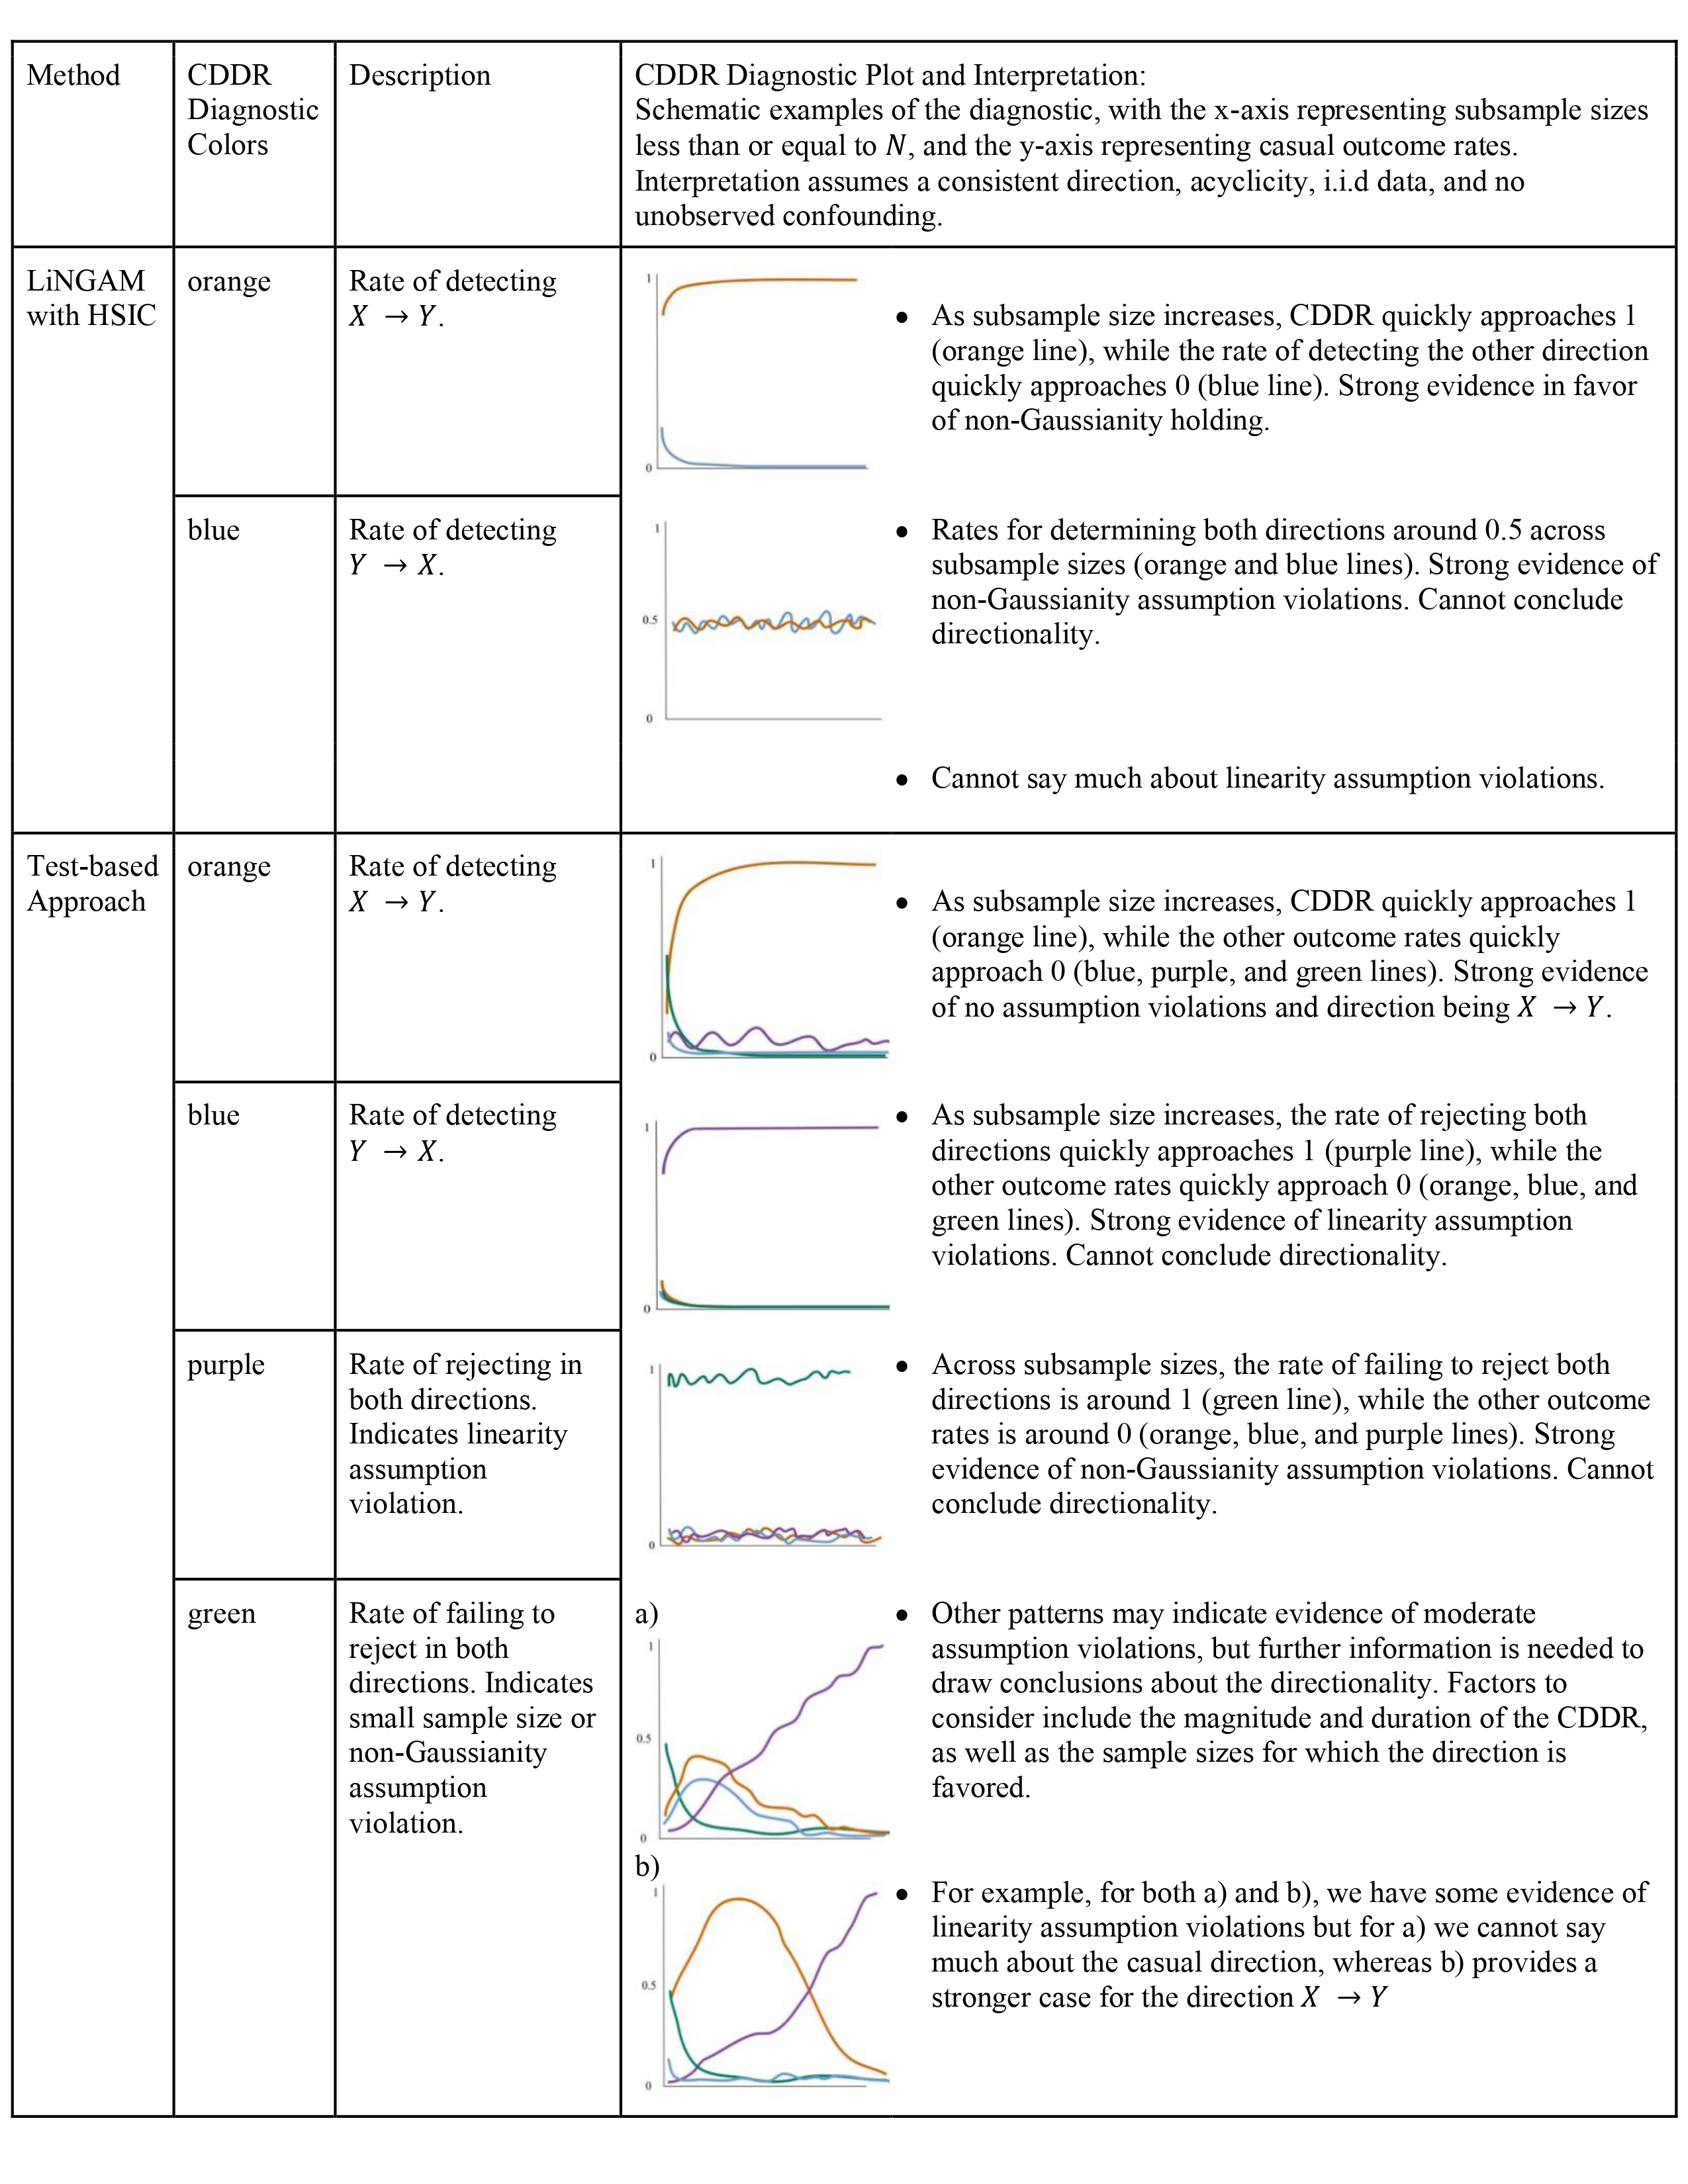 Method
CDDR
Diagnostic
Colors
Description
CDDR Diagnostic Plot and Interpretation:
Schematic examples of the diagnostic, with the x-axis representing subsample sizes
less than or equal to N, and the y-axis representing casual outcome rates.
Interpretation assumes a consistent direction, acyclicity, i.i.d data, and no
unobserved confounding.
LiNGAM
with HSIC
orange
Rate of detecting
X → Y.
1
0
• As subsample size increases, CDDR quickly approaches 1
(orange line), while the rate of detecting the other direction
quickly approaches 0 (blue line). Strong evidence in favor
of non-Gaussianity holding.
blue
Rate of detecting
Y → X.
1
0.5
0
• Rates for determining both directions around 0.5 across
subsample sizes (orange and blue lines). Strong evidence of
non-Gaussianity assumption violations. Cannot conclude
directionality.
• Cannot say much about linearity assumption violations.
Test-based
Approach
orange
Rate of detecting
X → Y.
1
0
• As subsample size increases, CDDR quickly approaches 1
(orange line), while the other outcome rates quickly
approach 0 (blue, purple, and green lines). Strong evidence
of no assumption violations and direction being X → Y.
blue
Rate of detecting
Y → X.
1
0
• As subsample size increases, the rate of rejecting both
directions quickly approaches 1 (purple line), while the
other outcome rates quickly approach 0 (orange, blue, and
green lines). Strong evidence of linearity assumption
violations. Cannot conclude directionality.
purple
Rate of rejecting in
both directions.
Indicates linearity
assumption
violation.
1
0
• Across subsample sizes, the rate of failing to reject both
directions is around 1 (green line), while the other outcome
rates is around 0 (orange, blue, and purple lines). Strong
evidence of non-Gaussianity assumption violations. Cannot
conclude directionality.
green
Rate of failing to
reject in both
directions. Indicates
small sample size or
non-Gaussianity
assumption
violation.
a)
1
0.5
0
• Other patterns may indicate evidence of moderate
assumption violations, but further information is needed to
draw conclusions about the directionality. Factors to
consider include the magnitude and duration of the CDDR,
as well as the sample sizes for which the direction is
favored.
b)
1
0.5
0
• For example, for both a) and b), we have some evidence of
linearity assumption violations but for a) we cannot say
much about the casual direction, whereas b) provides a
stronger case for the direction X → Y